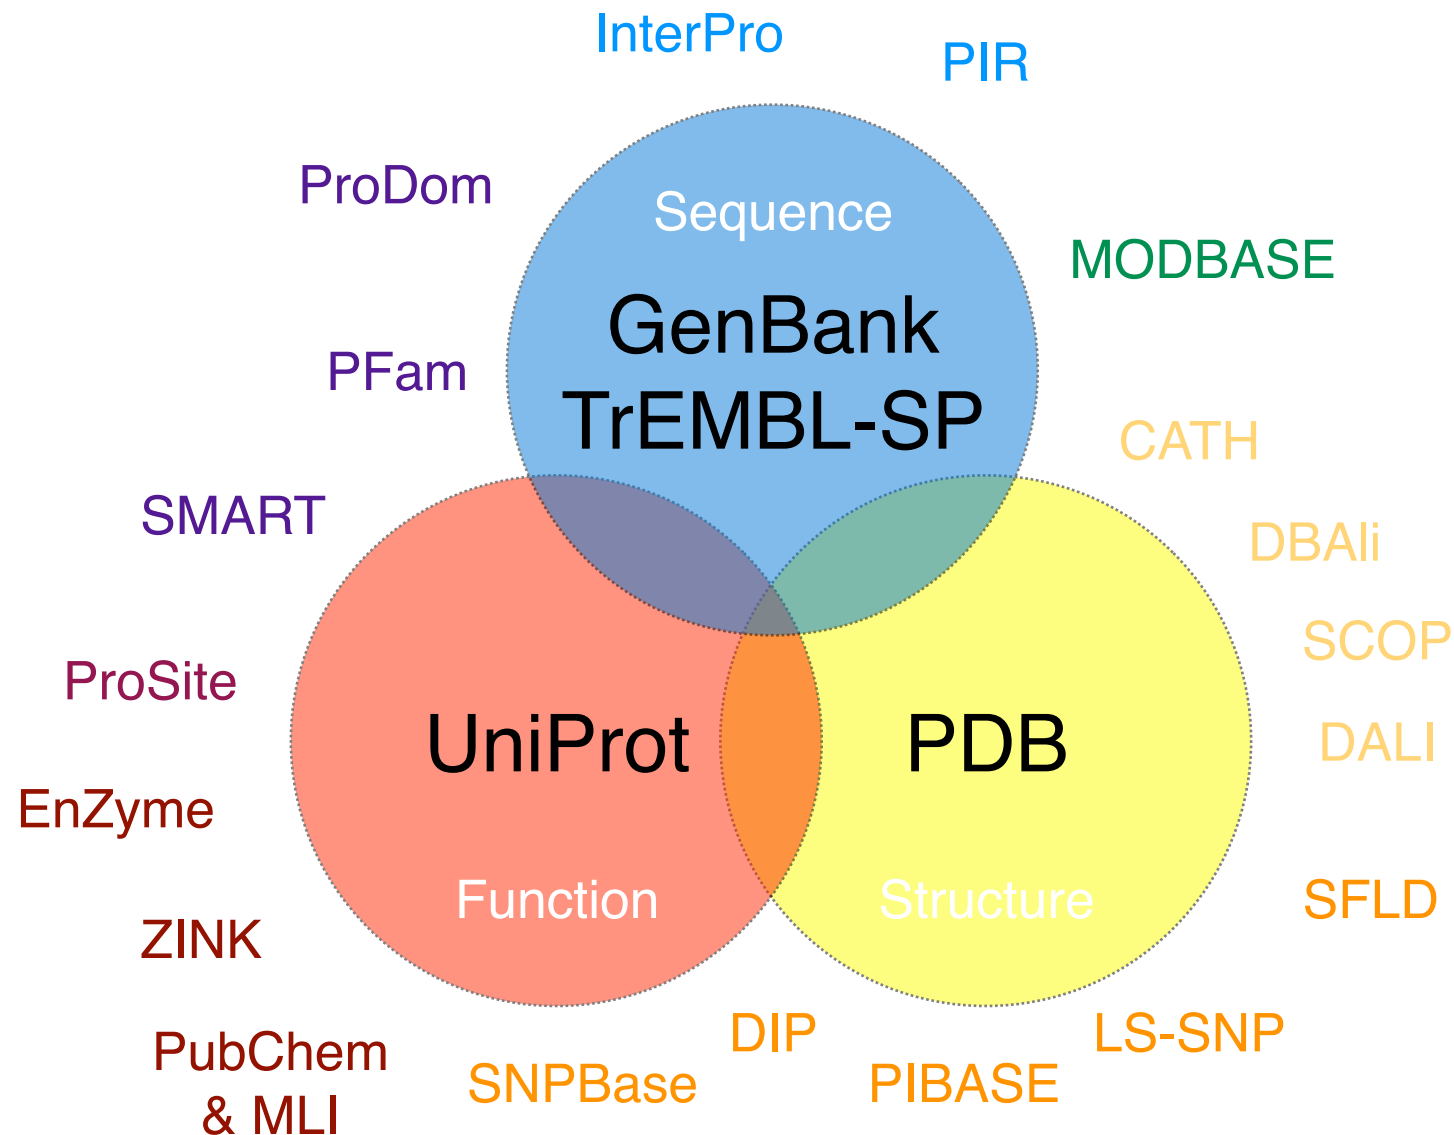 InterPro
PIR
ProDom
Sequence
MODBASE
GenBank
PFam
TrEMBL-SP
CATH
SMART
DBAli
SCOP
ProSite
UniProt
PDB
DALI
EnZyme
Function
Structure
SFLD
ZINK
DIP
LS-SNP
PubChem
& MLI
SNPBase
PIBASE